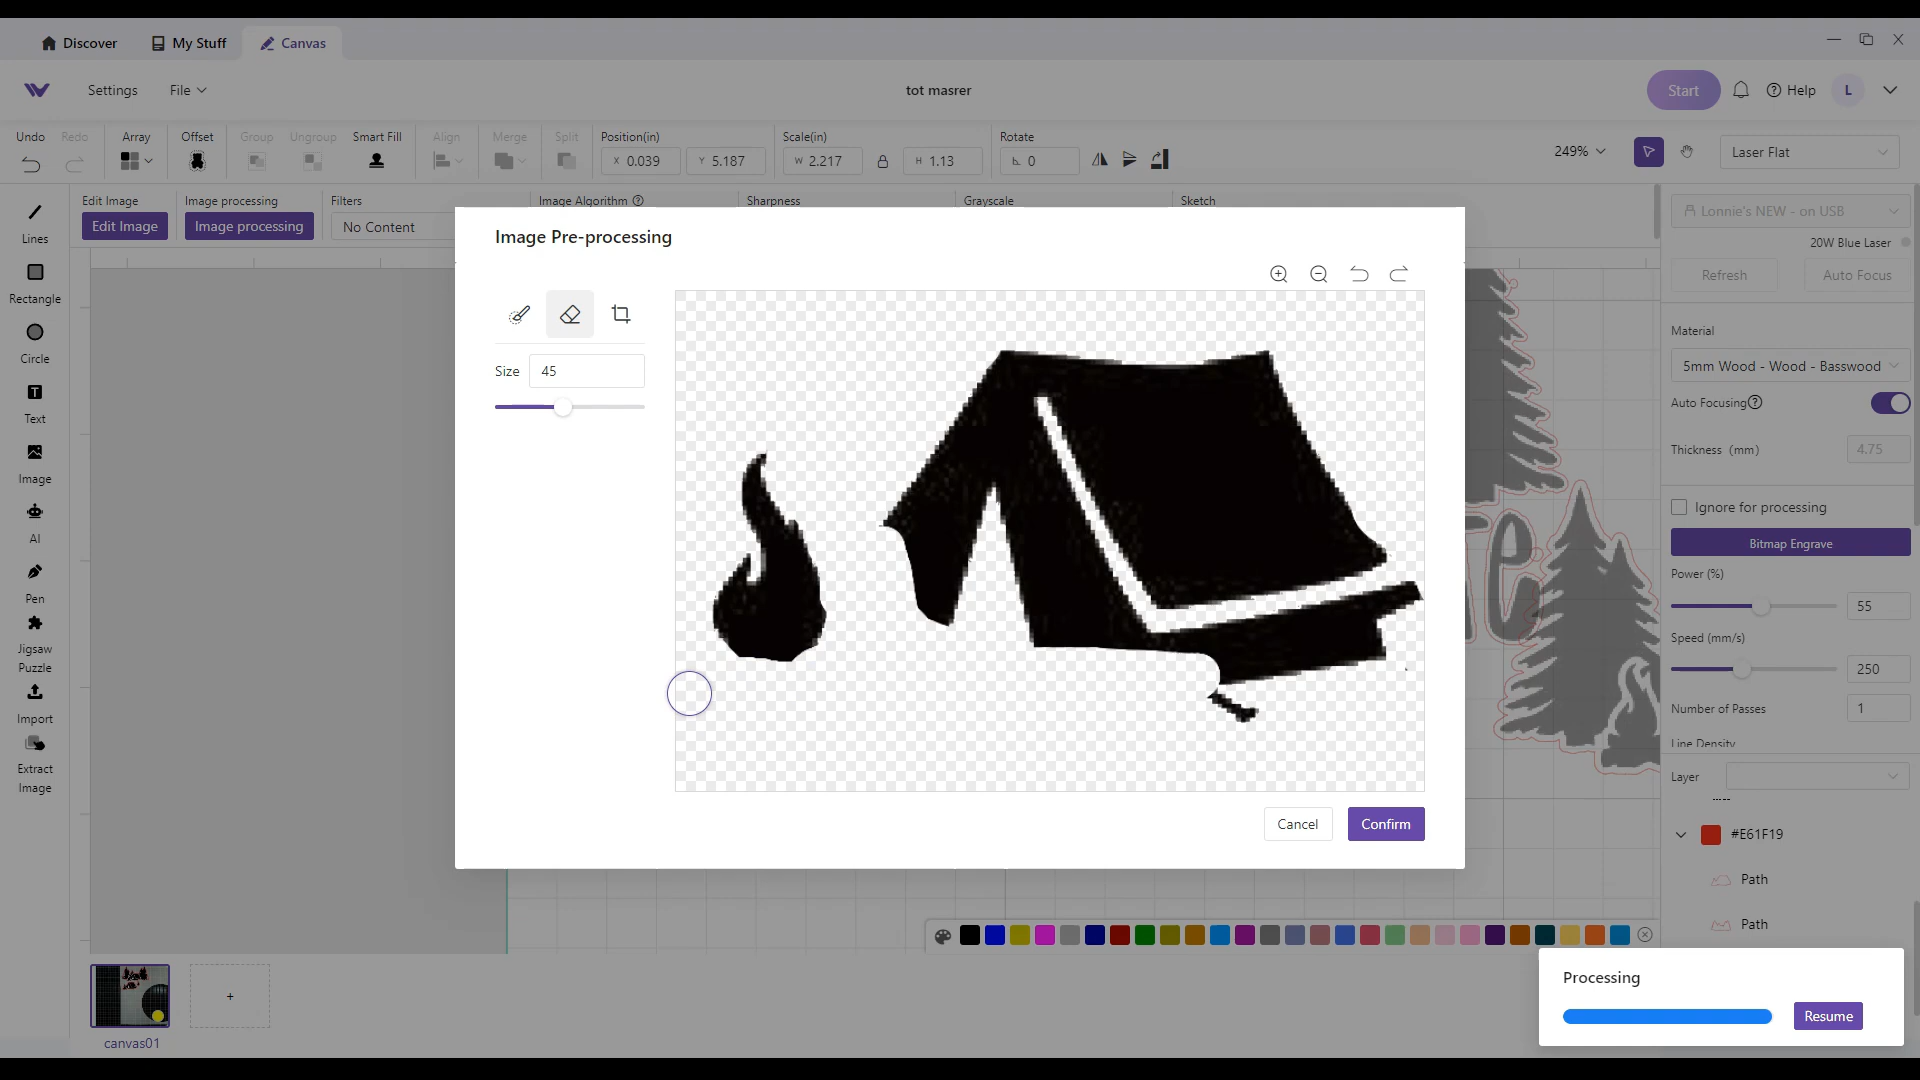 Discover My Stuff Canvas
Settings File tot masrer Start Help L
Undo Redo Array Offset Group Ungroup Smart Fill Align Merge Split Position(in) Scale(in) Rotate
X 0.039 Y 5.187 W 2.217 H 1.13 0 249% Laser Flat
Edit Image Image processing Filters Image Algorithm Sharpness Grayscale Sketch
Edit Image Image processing No Content
Lines
Rectangle
Circle
Text
Image
AI
Pen
Jigsaw
Puzzle
Import
Extract
Image
Image Pre-processing
Size 45
Cancel Confirm
Lonnie's NEW - on USB
20W Blue Laser
Refresh Auto Focus
Material
5mm Wood - Wood - Basswood
Auto Focusing
Thickness (mm) 4.75
Ignore for processing
Bitmap Engrave
Power (%)
55
Speed (mm/s)
250
Number of Passes 1
Line Density
Layer
#E61F19
Path
Path
Processing
Resume
+
canvas01